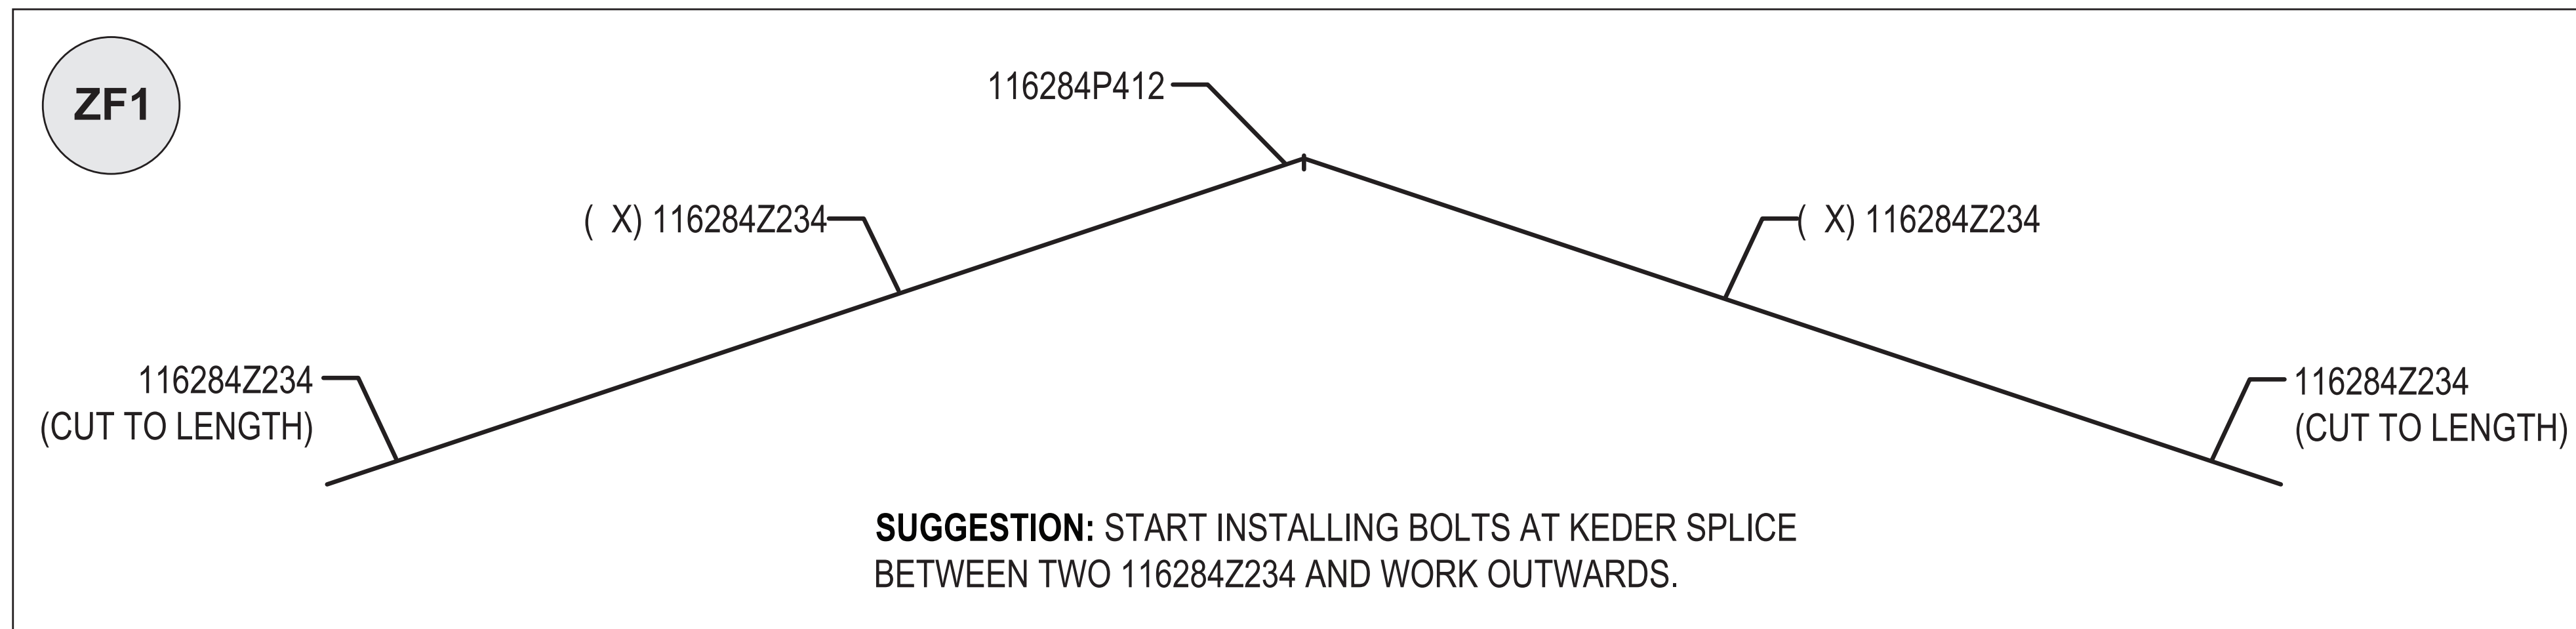 ZF1
116284P412
( X) 116284Z234
( X) 116284Z234
116284Z234
(CUT TO LENGTH)
116284Z234
(CUT TO LENGTH)
SUGGESTION: START INSTALLING BOLTS AT KEDER SPLICE
BETWEEN TWO 116284Z234 AND WORK OUTWARDS.